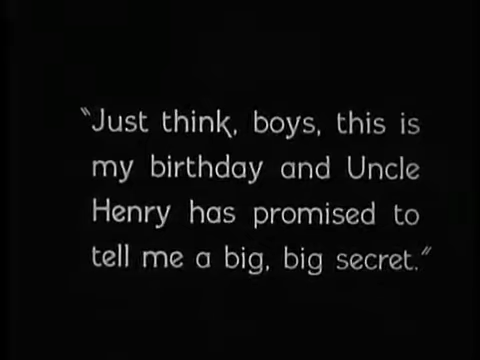 "Just think, boys, this is
my birthday and Uncle
Henry has promised to
tell me a big, big secret."